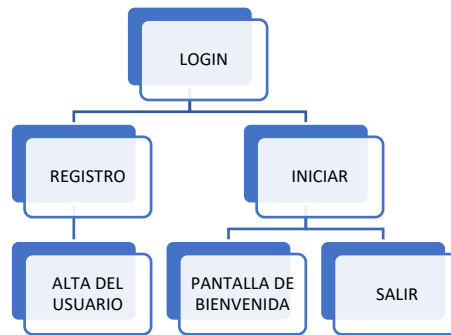 LOGIN
REGISTRO
INICIAR
ALTA DEL
USUARIO
PANTALLA DE
BIENVENIDA
SALIR